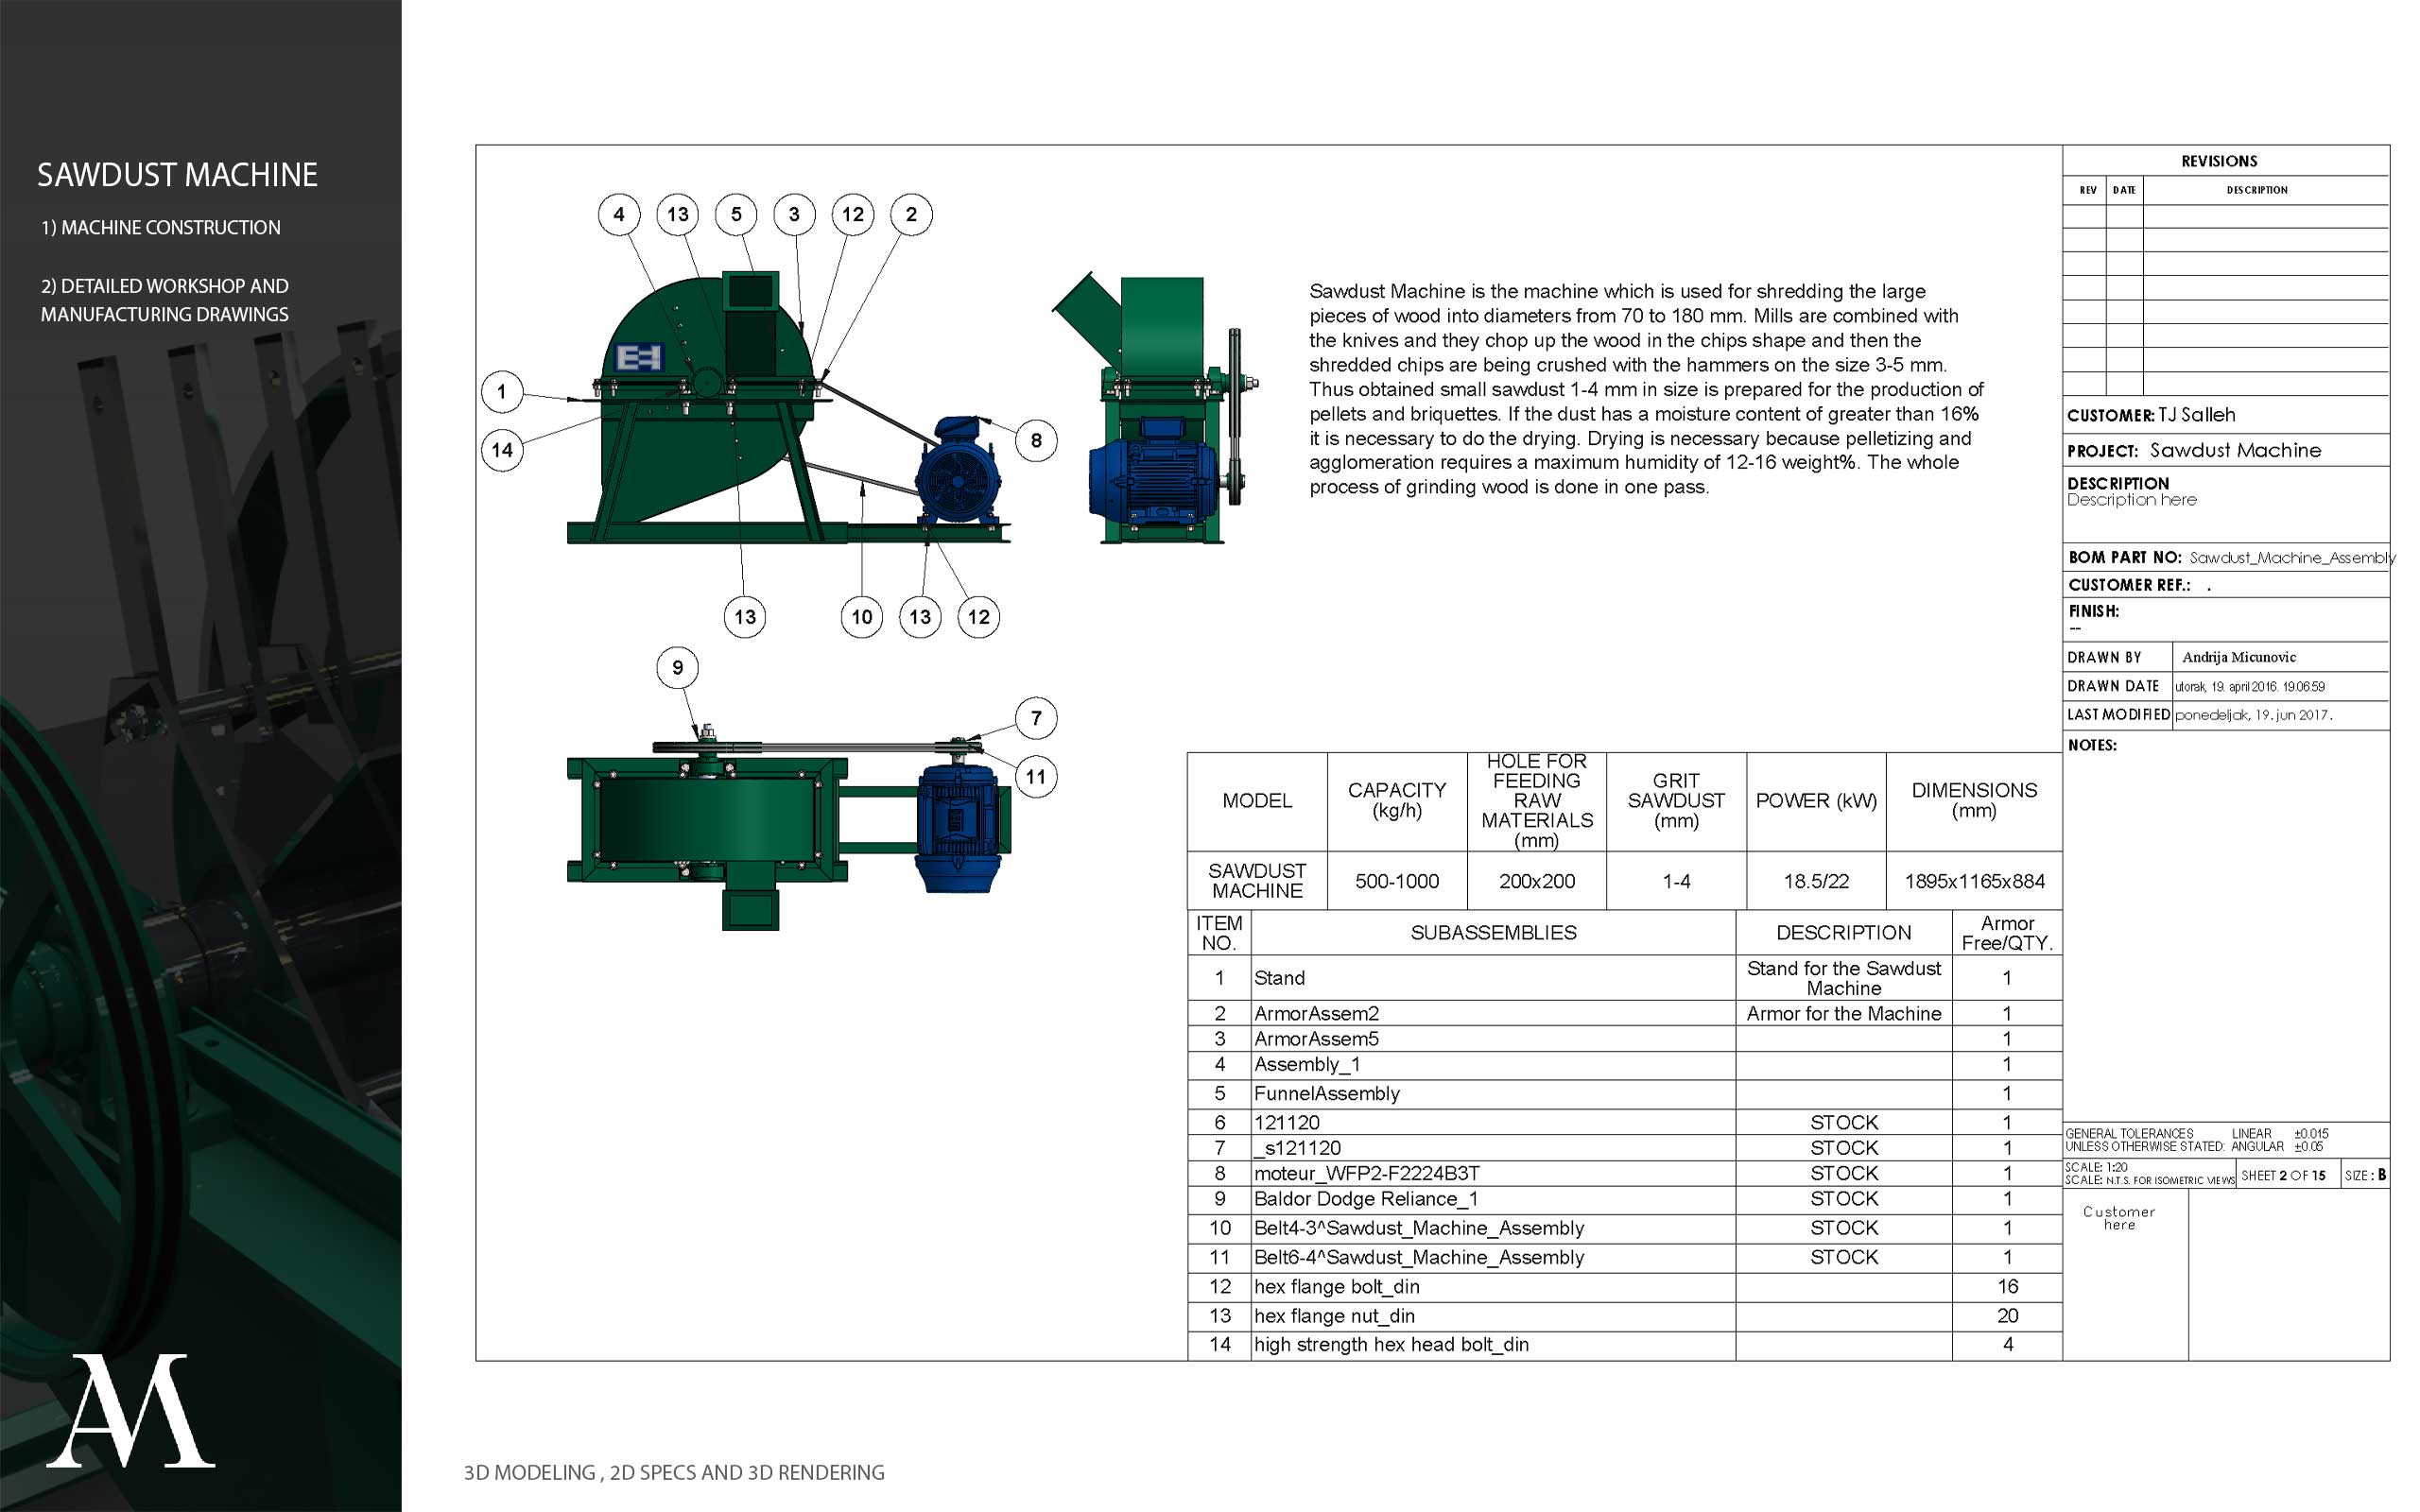 SAWDUST MACHINE
1) MACHINE CONSTRUCTION
2) DETAILED WORKSHOP AND
MANUFACTURING DRAWINGS
AM
4 13 5 3 12 2
1
14
8
13 10 13 12
9
7
11
Sawdust Machine is the machine which is used for shredding the large
pieces of wood into diameters from 70 to 180 mm. Mills are combined with
the knives and they chop up the wood in the chips shape and then the
shredded chips are being crushed with the hammers on the size 3-5 mm.
Thus obtained small sawdust 1-4 mm in size is prepared for the production of
pellets and briquettes. If the dust has a moisture content of greater than 16%
it is necessary to do the drying. Drying is necessary because pelletizing and
agglomeration requires a maximum humidity of 12-16 weight%. The whole
process of grinding wood is done in one pass.
MODEL
CAPACITY
(kg/h)
HOLE FOR
FEEDING
RAW
MATERIALS
(mm)
GRIT
SAWDUST
(mm)
POWER (kW)
DIMENSIONS
(mm)
SAWDUST
MACHINE
500-1000
200x200
1-4
18.5/22
1895x1165x884
ITEM
NO.
SUBASSEMBLIES
DESCRIPTION
Armor
Free/QTY.
1 Stand Stand for the Sawdust
Machine 1
2 ArmorAssem2 Armor for the Machine 1
3 ArmorAssem5 1
4 Assembly_1 1
5 FunnelAssembly 1
6 121120 STOCK 1
7 _s121120 STOCK 1
8 moteur_WFP2-F2224B3T STOCK 1
9 Baldor Dodge Reliance_1 STOCK 1
10 Belt4-3^Sawdust_Machine_Assembly STOCK 1
11 Belt6-4^Sawdust_Machine_Assembly STOCK 1
12 hex flange bolt_din 16
13 hex flange nut_din 20
14 high strength hex head bolt_din 4
REVISIONS
REV DATE DESCRIPTION
CUSTOMER: TJ Salleh
PROJECT: Sawdust Machine
DESCRIPTION
Description here
BOM PART NO: Sawdust_Machine_Assembly
CUSTOMER REF.: .
FINISH:
--
DRAWN BY Andrija Micunovic
DRAWN DATE utorak, 19. april 2016. 19.06.59
LAST MODIFIED ponedeljak, 19. jun 2017.
NOTES:
GENERAL TOLERANCES LINEAR ±0.015
UNLESS OTHERWISE STATED: ANGULAR ±0.05
SCALE: 1:20
SCALE: N.T.S. FOR ISOMETRIC VIEWS
SHEET 2 OF 15
SIZE : B
Customer
here
3D MODELING , 2D SPECS AND 3D RENDERING